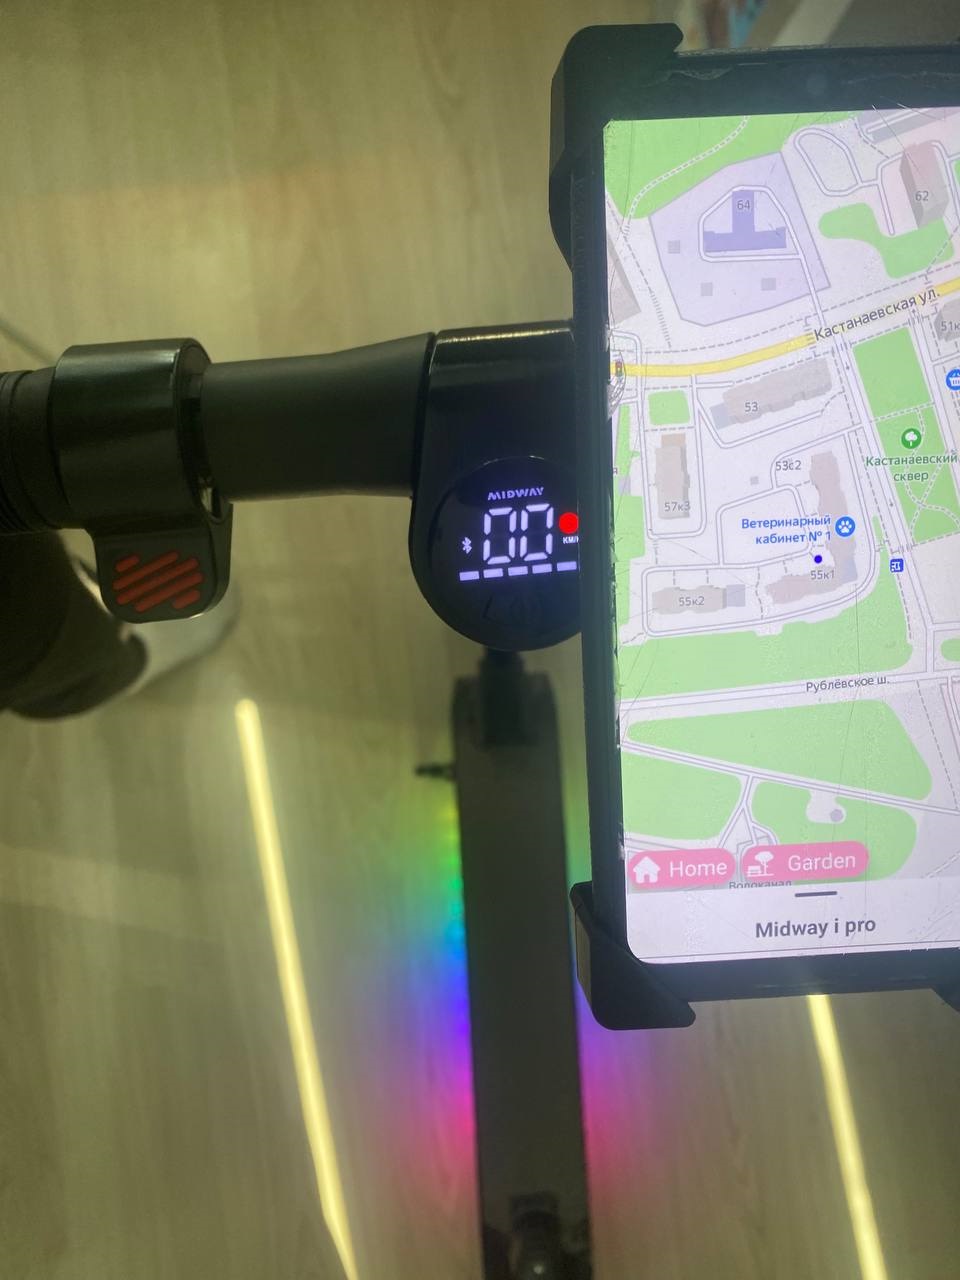 64
62
Кастанаевская ул.
51к
53
Кастанаевский
сквер
53с2
57к3
MIDWAY
00
KM/H
Ветеринарный
кабинет № 1
55к1
55к2
Рублёвское ш.
Home
Garden
Midway i pro